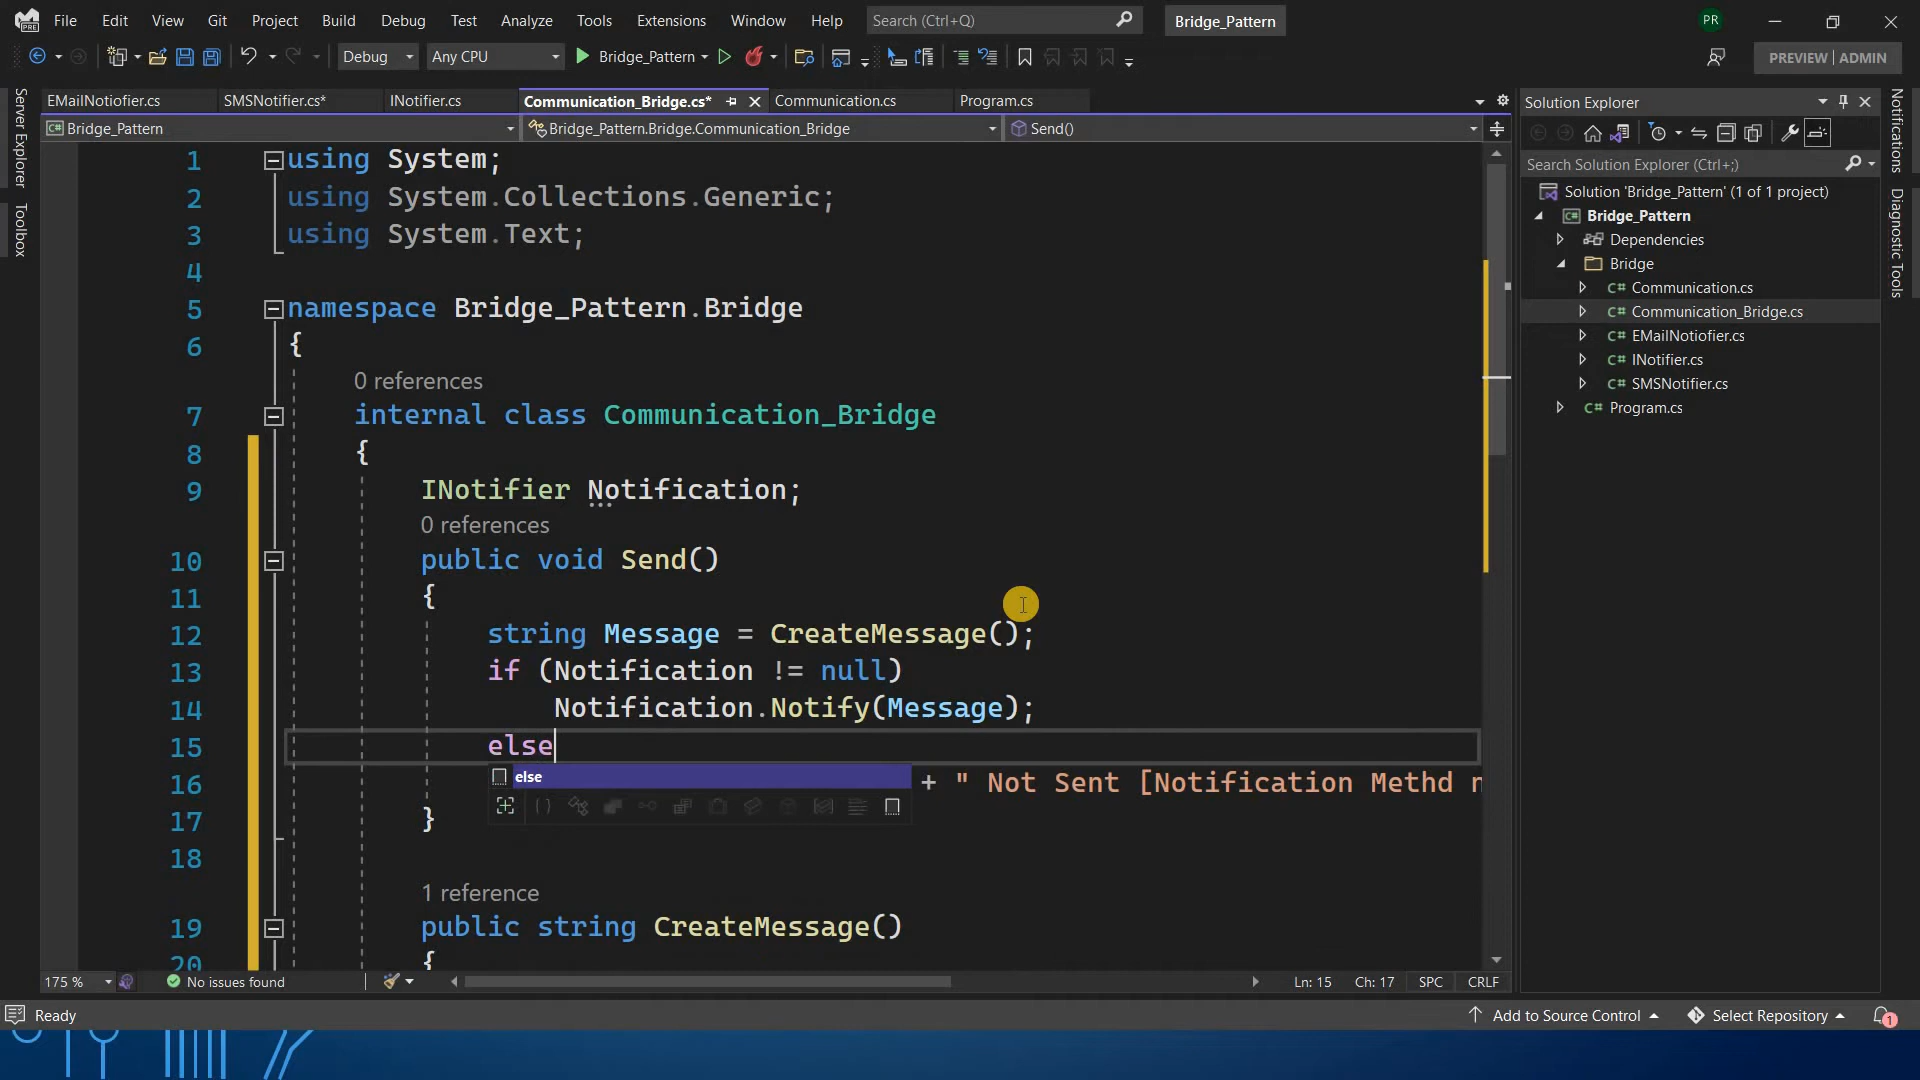 File Edit View Git Project Build Debug Test Analyze Tools Extensions Window Help Search (Ctrl+Q) Bridge_Pattern PR
PRE
Debug Any CPU Bridge_Pattern PREVIEW | ADMIN
EMailNotiofier.cs SMSNotifier.cs* INotifier.cs Communication_Bridge.cs* Communication.cs Program.cs
Bridge_Pattern Bridge_Pattern.Bridge.Communication_Bridge Send()
Server Explorer
Toolbox
1 using System;
2 using System.Collections.Generic;
3 using System.Text;
4
5 namespace Bridge_Pattern.Bridge
6 {
0 references
7 internal class Communication_Bridge
8 {
9 INotifier Notification;
0 references
10 public void Send()
11 {
12 string Message = CreateMessage();
13 if (Notification != null)
14 Notification.Notify(Message);
15 else
else
16 + " Not Sent [Notification Methd n
17 }
18
1 reference
19 public string CreateMessage()
20 {
175 % No issues found Ln: 15 Ch: 17 SPC CRLF
Solution Explorer
Search Solution Explorer (Ctrl+;)
Solution 'Bridge_Pattern' (1 of 1 project)
C# Bridge_Pattern
Dependencies
Bridge
C# Communication.cs
C# Communication_Bridge.cs
C# EMailNotiofier.cs
C# INotifier.cs
C# SMSNotifier.cs
C# Program.cs
Notifications
Diagnostic Tools
Ready Add to Source Control Select Repository 1